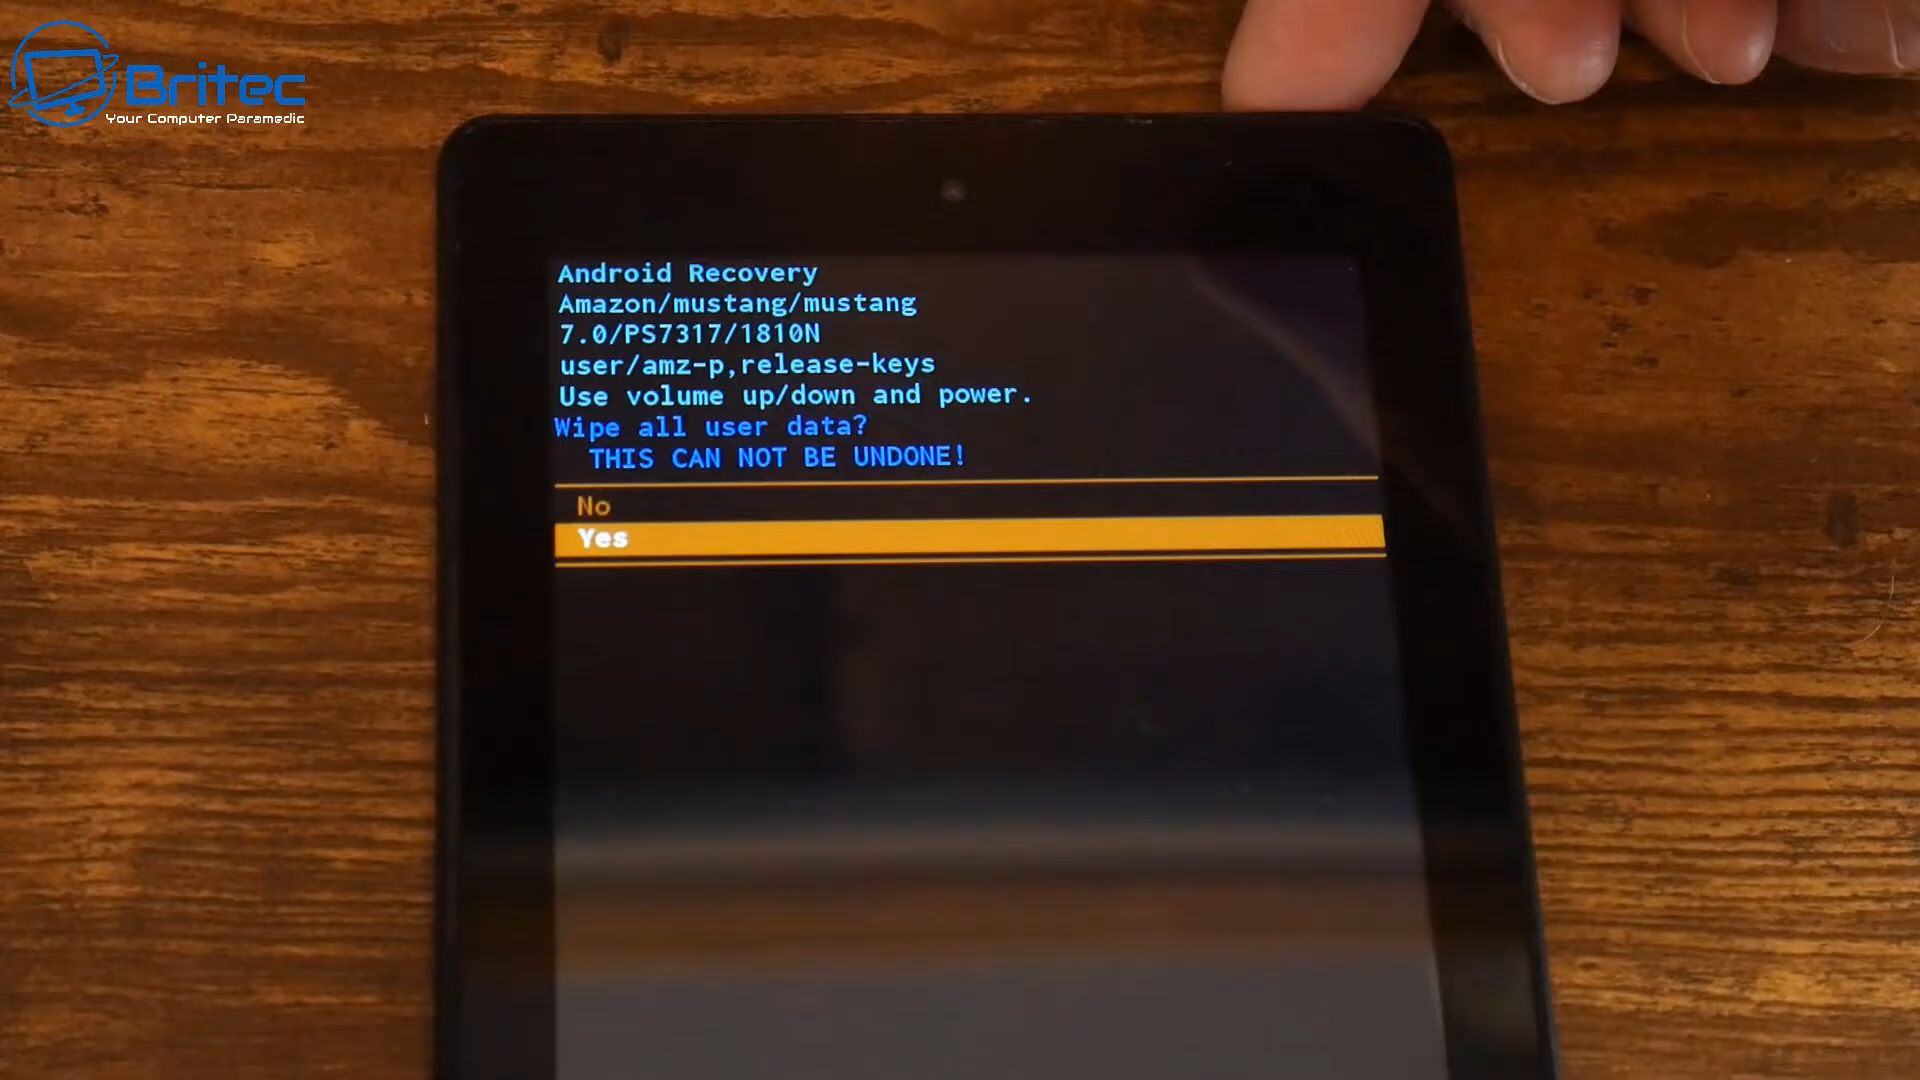 Britec
Your Computer Paramedic
Android Recovery
Amazon/mustang/mustang
7.0/PS7317/1810N
user/amz-p,release-keys
Use volume up/down and power.
Wipe all user data?
THIS CAN NOT BE UNDONE!
No
Yes